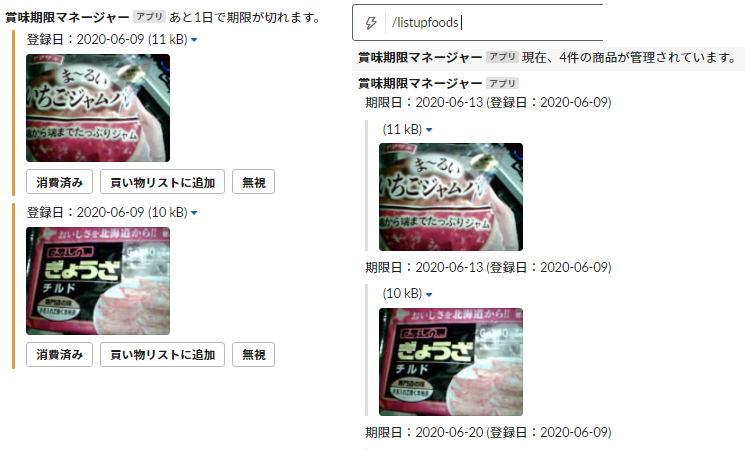 賞味期限マネージャー アプリ あと1日で期限が切れます。
登録日：2020-06-09 (11 kB)
ま〜るい
いちごジャムパ
端から端までたっぷりジャム
消費済み 買い物リストに追加 無視
登録日：2020-06-09 (10 kB)
おいしさを北海道から!!
ぎょうざ
チルド
専門店の味
消費済み 買い物リストに追加 無視
/listupfoods
賞味期限マネージャー アプリ 現在、4件の商品が管理されています。
賞味期限マネージャー アプリ
期限日：2020-06-13 (登録日：2020-06-09)
(11 kB)
ま〜るい
いちごジャムパ
端から端までたっぷりジャム
期限日：2020-06-13 (登録日：2020-06-09)
(10 kB)
おいしさを北海道から!!
ぎょうざ
チルド
専門店の味
期限日：2020-06-20 (登録日：2020-06-09)